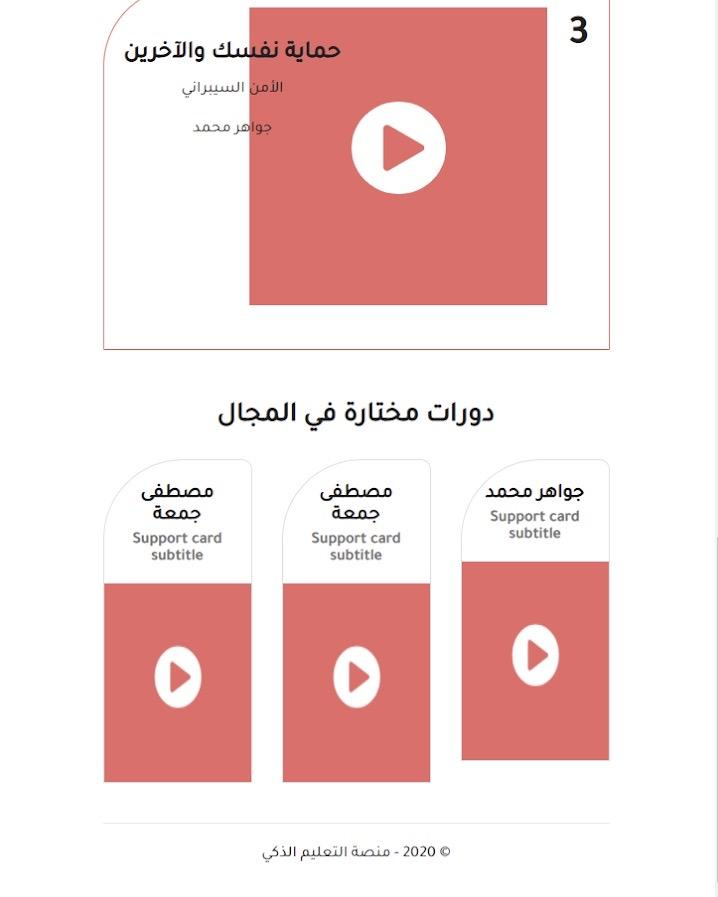 3
حماية نفسك والآخرين
الأمن السيبراني
جواهر محمد
دورات مختارة في المجال
جواهر محمد
Support card
subtitle
مصطفى
جمعة
Support card
subtitle
مصطفى
جمعة
Support card
subtitle
© 2020 - منصة التعليم الذكي